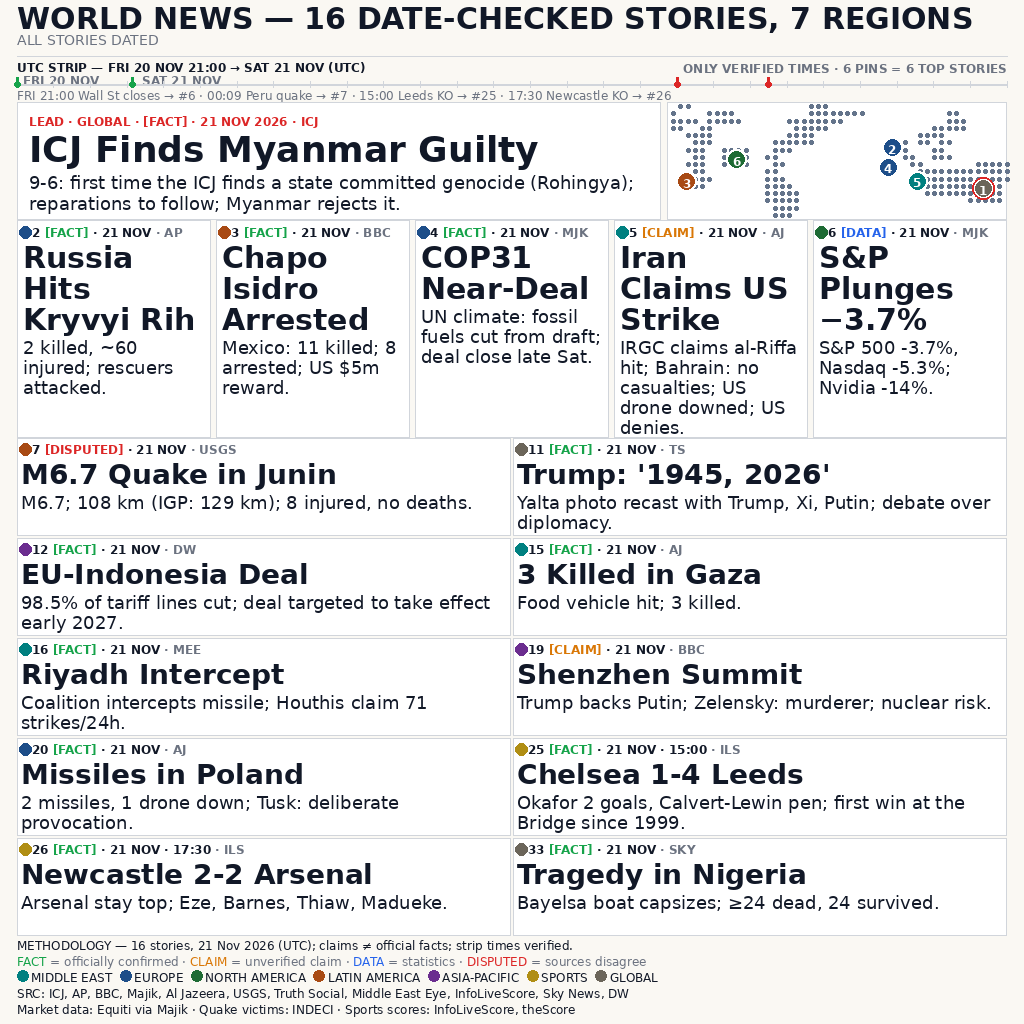 WORLD NEWS — 16 DATE-CHECKED STORIES, 7 REGIONS
ALL STORIES DATED
UTC STRIP — FRI 20 NOV 21:00 → SAT 21 NOV (UTC)
ONLY VERIFIED TIMES · 6 PINS = 6 TOP STORIES
FRI 20 NOV
SAT 21 NOV
FRI 21:00 Wall St closes → #6 · 00:09 Peru quake → #7 · 15:00 Leeds KO → #25 · 17:30 Newcastle KO → #26
LEAD · GLOBAL · [FACT] · 21 NOV 2026 · ICJ
ICJ Finds Myanmar Guilty
9-6: first time the ICJ finds a state committed genocide (Rohingya);
reparations to follow; Myanmar rejects it.
1
2
3
4
5
6
2 [FACT] · 21 NOV · AP
Russia
Hits
Kryvyi Rih
2 killed, ~60
injured; rescuers
attacked.
3 [FACT] · 21 NOV · BBC
Chapo
Isidro
Arrested
Mexico: 11 killed; 8
arrested; US $5m
reward.
4 [FACT] · 21 NOV · MJK
COP31
Near-Deal
UN climate: fossil
fuels cut from draft;
deal close late Sat.
5 [CLAIM] · 21 NOV · AJ
Iran
Claims US
Strike
IRGC claims al-Riffa
hit; Bahrain: no
casualties; US
drone downed; US
denies.
6 [DATA] · 21 NOV · MJK
S&P
Plunges
−3.7%
S&P 500 -3.7%,
Nasdaq -5.3%;
Nvidia -14%.
7 [DISPUTED] · 21 NOV · USGS
M6.7 Quake in Junin
M6.7; 108 km (IGP: 129 km); 8 injured, no deaths.
11 [FACT] · 21 NOV · TS
Trump: '1945, 2026'
Yalta photo recast with Trump, Xi, Putin; debate over
diplomacy.
12 [FACT] · 21 NOV · DW
EU-Indonesia Deal
98.5% of tariff lines cut; deal targeted to take effect
early 2027.
15 [FACT] · 21 NOV · AJ
3 Killed in Gaza
Food vehicle hit; 3 killed.
16 [FACT] · 21 NOV · MEE
Riyadh Intercept
Coalition intercepts missile; Houthis claim 71
strikes/24h.
19 [CLAIM] · 21 NOV · BBC
Shenzhen Summit
Trump backs Putin; Zelensky: murderer; nuclear risk.
20 [FACT] · 21 NOV · AJ
Missiles in Poland
2 missiles, 1 drone down; Tusk: deliberate
provocation.
25 [FACT] · 21 NOV · 15:00 · ILS
Chelsea 1-4 Leeds
Okafor 2 goals, Calvert-Lewin pen; first win at the
Bridge since 1999.
26 [FACT] · 21 NOV · 17:30 · ILS
Newcastle 2-2 Arsenal
Arsenal stay top; Eze, Barnes, Thiaw, Madueke.
33 [FACT] · 21 NOV · SKY
Tragedy in Nigeria
Bayelsa boat capsizes; ≥24 dead, 24 survived.
METHODOLOGY — 16 stories, 21 Nov 2026 (UTC); claims ≠ official facts; strip times verified.
FACT = officially confirmed · CLAIM = unverified claim · DATA = statistics · DISPUTED = sources disagree
MIDDLE EAST EUROPE NORTH AMERICA LATIN AMERICA ASIA-PACIFIC SPORTS GLOBAL
SRC: ICJ, AP, BBC, Majik, Al Jazeera, USGS, Truth Social, Middle East Eye, InfoLiveScore, Sky News, DW
Market data: Equiti via Majik · Quake victims: INDECI · Sports scores: InfoLiveScore, theScore